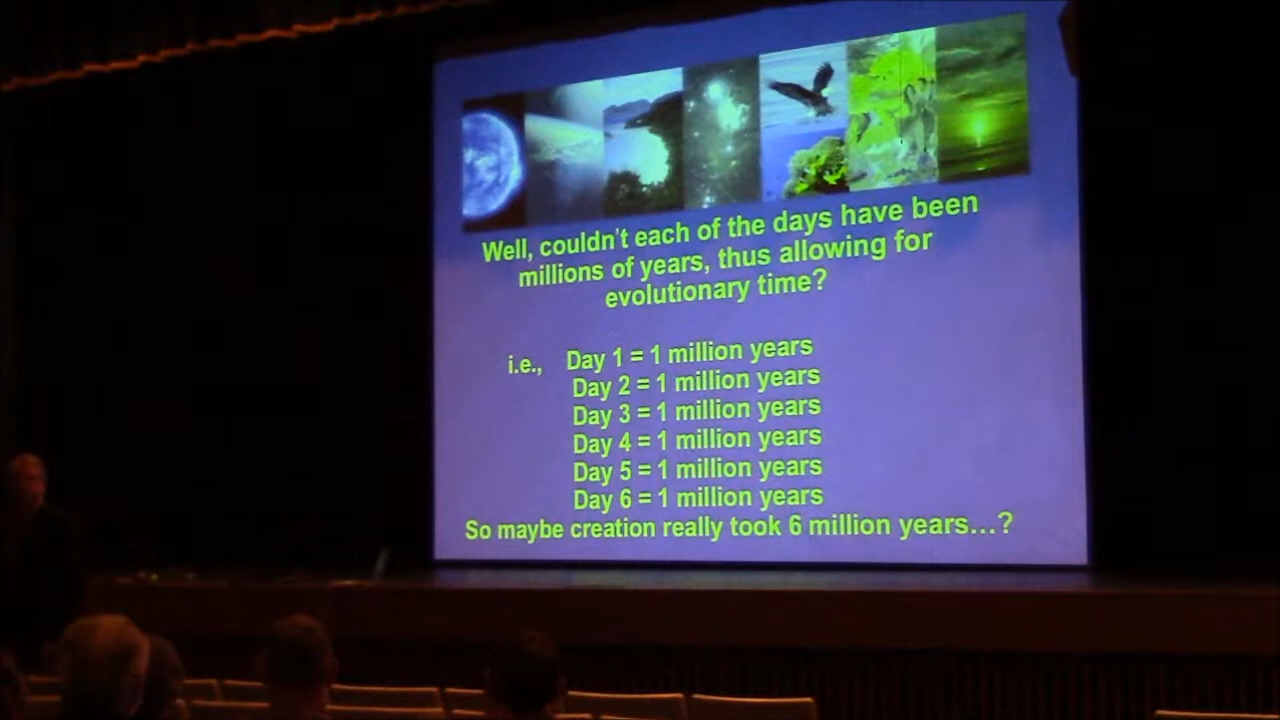 Well, couldn't each of the days have been
millions of years, thus allowing for
evolutionary time?
i.e., Day 1 = 1 million years
Day 2 = 1 million years
Day 3 = 1 million years
Day 4 = 1 million years
Day 5 = 1 million years
Day 6 = 1 million years
So maybe creation really took 6 million years...?